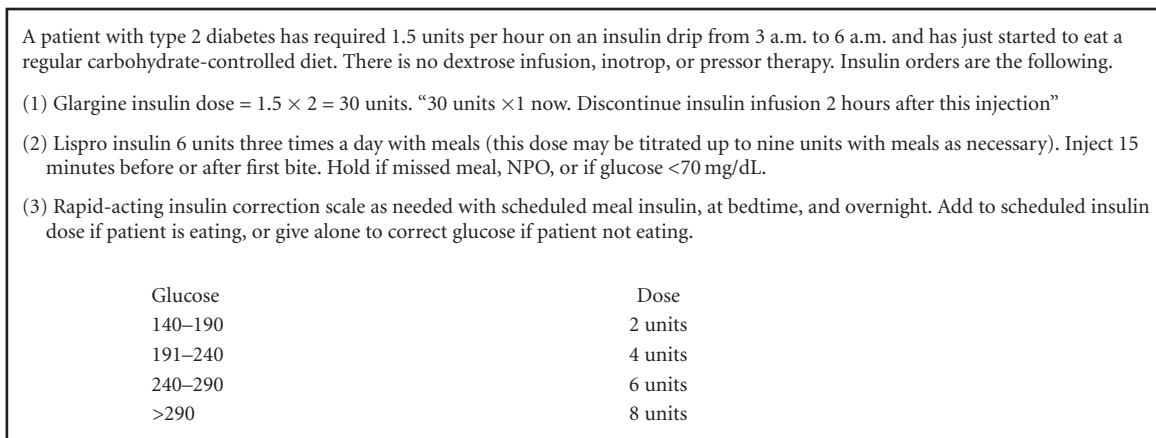 A patient with type 2 diabetes has required 1.5 units per hour on an insulin drip from 3 a.m. to 6 a.m. and has just started to eat a
regular carbohydrate-controlled diet. There is no dextrose infusion, inotrop, or pressor therapy. Insulin orders are the following.
(1) Glargine insulin dose = 1.5 × 2 = 30 units. “30 units ×1 now. Discontinue insulin infusion 2 hours after this injection”
(2) Lispro insulin 6 units three times a day with meals (this dose may be titrated up to nine units with meals as necessary). Inject 15
minutes before or after first bite. Hold if missed meal, NPO, or if glucose <70 mg/dL.
(3) Rapid-acting insulin correction scale as needed with scheduled meal insulin, at bedtime, and overnight. Add to scheduled insulin
dose if patient is eating, or give alone to correct glucose if patient not eating.
Glucose Dose
140–190 2 units
191–240 4 units
240–290 6 units
>290 8 units